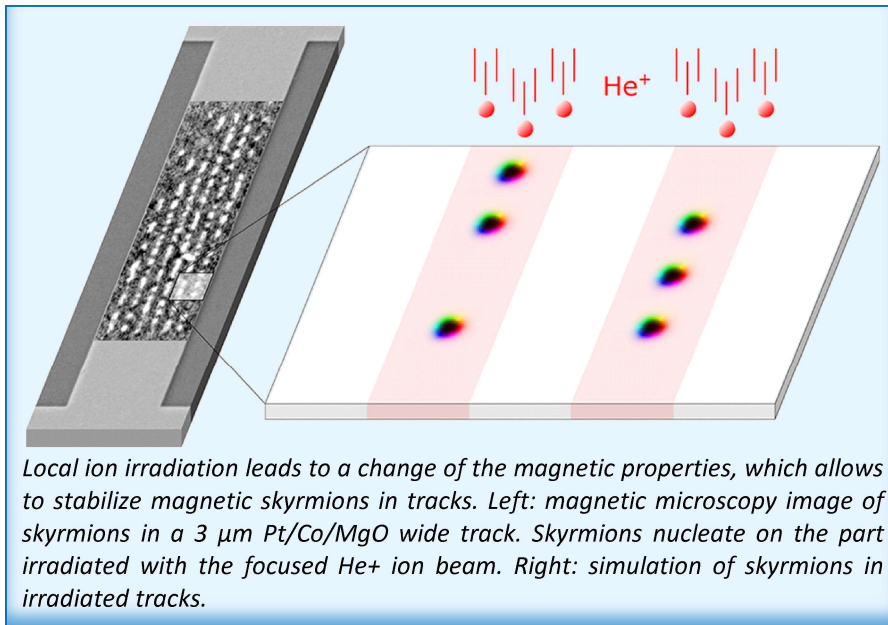 He⁺
Local ion irradiation leads to a change of the magnetic properties, which allows
to stabilize magnetic skyrmions in tracks. Left: magnetic microscopy image of
skyrmions in a 3 μm Pt/Co/MgO wide track. Skyrmions nucleate on the part
irradiated with the focused He+ ion beam. Right: simulation of skyrmions in
irradiated tracks.